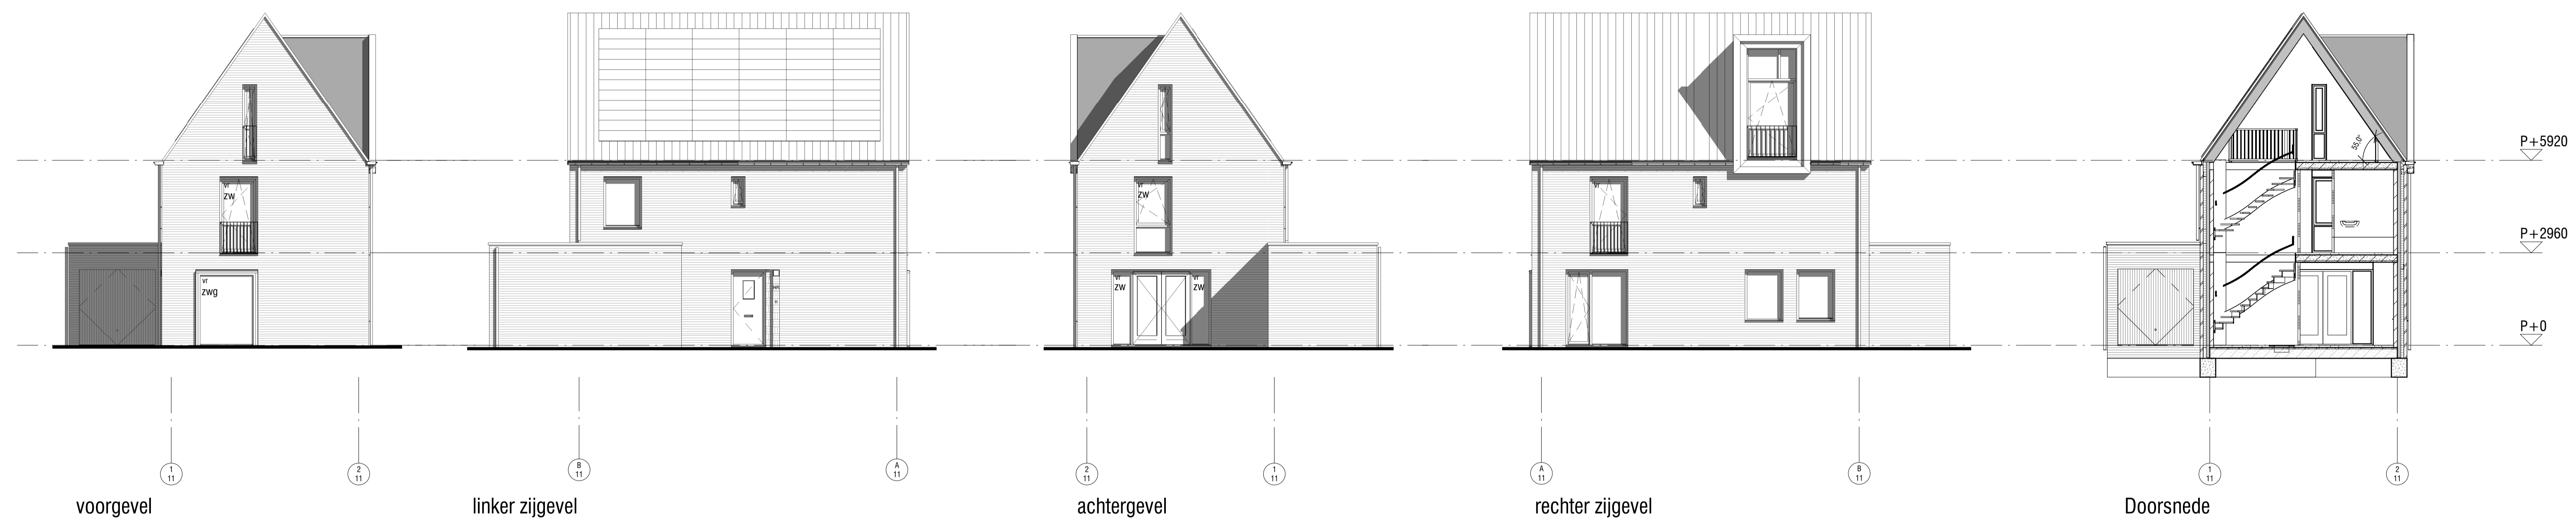 vr
zw
vr
zwg
vr
zw
vr
zw
vr
zw
vr
55.0°
P+5920
P+2960
P+0
1
11
2
11
B
11
A
11
2
11
1
11
A
11
B
11
1
11
2
11
voorgevel
linker zijgevel
achtergevel
rechter zijgevel
Doorsnede